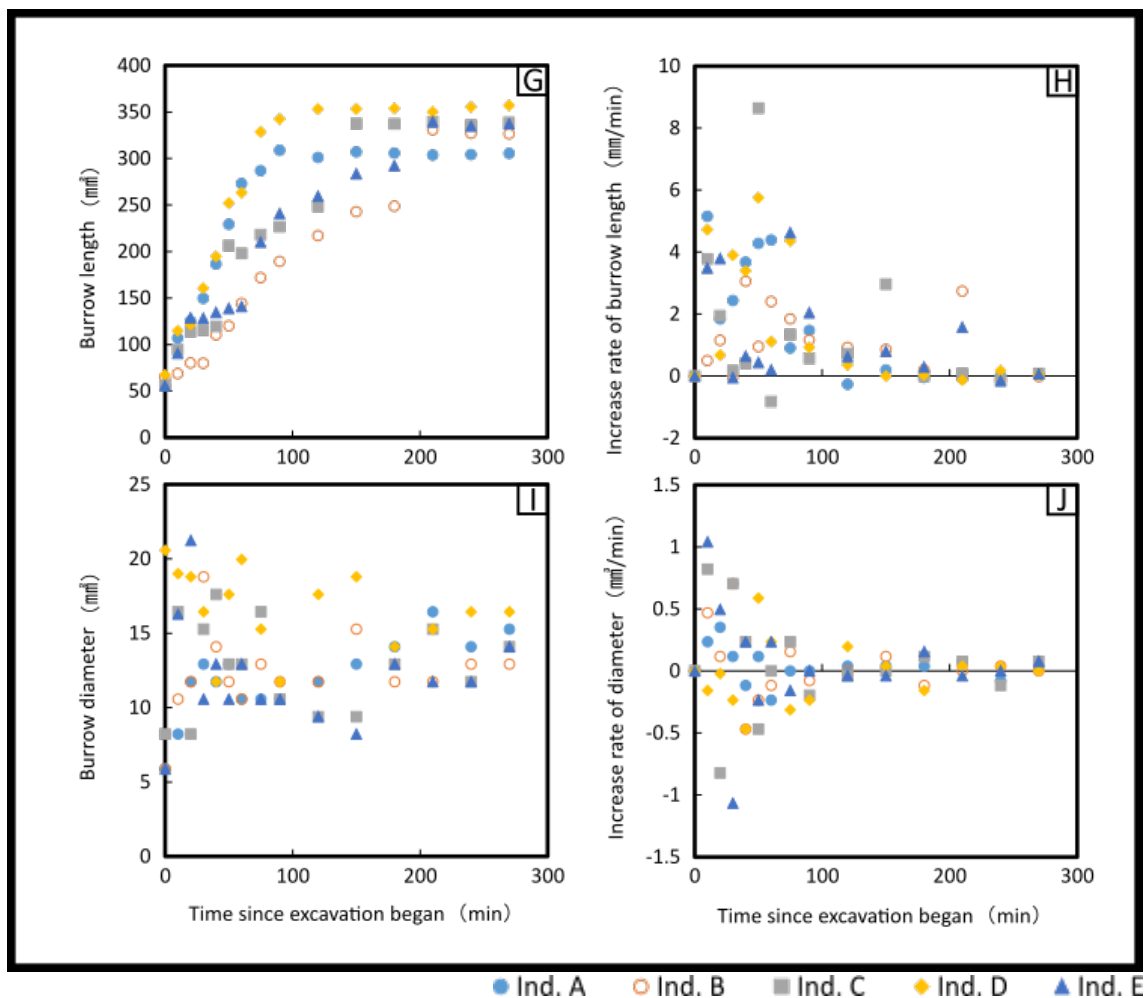 G
Burrow length（㎟）
400
350
300
250
200
150
100
50
0
0 100 200 300
H
Increase rate of burrow length（㎜/min）
10
8
6
4
2
0
-2
0 100 200 300
I
Burrow diameter（㎟）
25
20
15
10
5
0
0 100 200 300
Time since excavation began（min）
J
Increase rate of diameter（㎟/min）
1.5
1
0.5
0
-0.5
-1
-1.5
0 100 200 300
Time since excavation began（min）
Ind. A Ind. B Ind. C Ind. D Ind. E